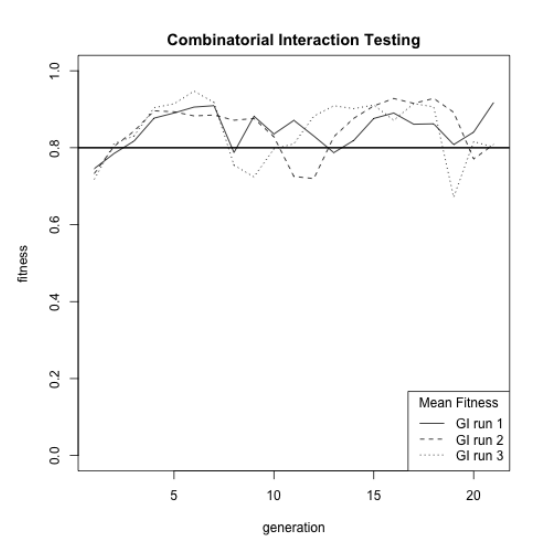 Combinatorial Interaction Testing
1.0
0.8
0.6
0.4
0.2
0.0
fitness
Mean Fitness
GI run 1
GI run 2
GI run 3
5 10 15 20
generation